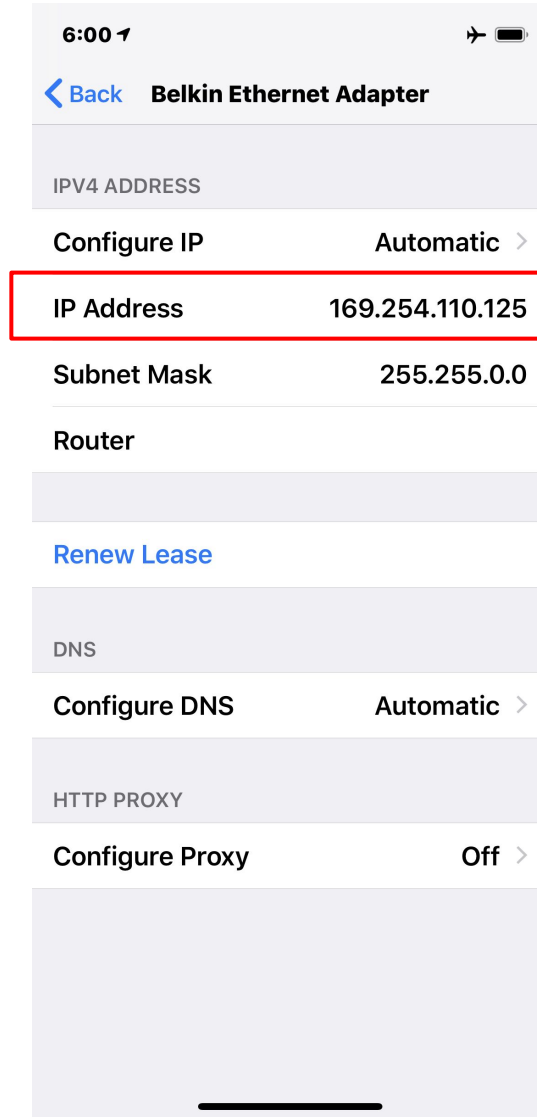 6:00
Back Belkin Ethernet Adapter
IPV4 ADDRESS
Configure IP Automatic
IP Address 169.254.110.125
Subnet Mask 255.255.0.0
Router
Renew Lease
DNS
Configure DNS Automatic
HTTP PROXY
Configure Proxy Off